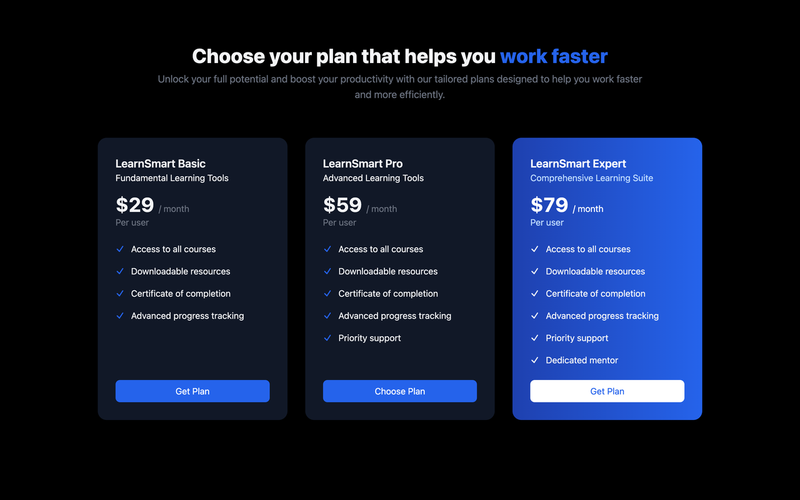 Choose your plan that helps you work faster
Unlock your full potential and boost your productivity with our tailored plans designed to help you work faster
and more efficiently.
LearnSmart Basic
Fundamental Learning Tools
$29 / month
Per user
Access to all courses
Downloadable resources
Certificate of completion
Advanced progress tracking
Get Plan
LearnSmart Pro
Advanced Learning Tools
$59 / month
Per user
Access to all courses
Downloadable resources
Certificate of completion
Advanced progress tracking
Priority support
Choose Plan
LearnSmart Expert
Comprehensive Learning Suite
$79 / month
Per user
Access to all courses
Downloadable resources
Certificate of completion
Advanced progress tracking
Priority support
Dedicated mentor
Get Plan